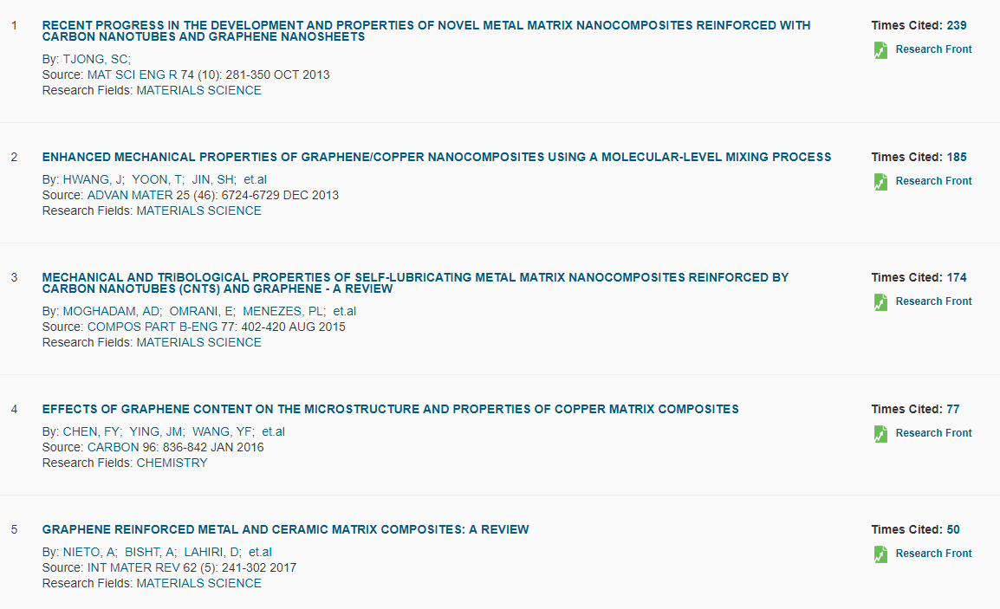 1 RECENT PROGRESS IN THE DEVELOPMENT AND PROPERTIES OF NOVEL METAL MATRIX NANOCOMPOSITES REINFORCED WITH
CARBON NANOTUBES AND GRAPHENE NANOSHEETS
Times Cited: 239
Research Front
By: TJONG, SC;
Source: MAT SCI ENG R 74 (10): 281-350 OCT 2013
Research Fields: MATERIALS SCIENCE
2 ENHANCED MECHANICAL PROPERTIES OF GRAPHENE/COPPER NANOCOMPOSITES USING A MOLECULAR-LEVEL MIXING PROCESS
Times Cited: 185
Research Front
By: HWANG, J; YOON, T; JIN, SH; et.al
Source: ADVAN MATER 25 (46): 6724-6729 DEC 2013
Research Fields: MATERIALS SCIENCE
3 MECHANICAL AND TRIBOLOGICAL PROPERTIES OF SELF-LUBRICATING METAL MATRIX NANOCOMPOSITES REINFORCED BY
CARBON NANOTUBES (CNTS) AND GRAPHENE - A REVIEW
Times Cited: 174
Research Front
By: MOGHADAM, AD; OMRANI, E; MENEZES, PL; et.al
Source: COMPOS PART B-ENG 77: 402-420 AUG 2015
Research Fields: MATERIALS SCIENCE
4 EFFECTS OF GRAPHENE CONTENT ON THE MICROSTRUCTURE AND PROPERTIES OF COPPER MATRIX COMPOSITES
Times Cited: 77
Research Front
By: CHEN, FY; YING, JM; WANG, YF; et.al
Source: CARBON 96: 836-842 JAN 2016
Research Fields: CHEMISTRY
5 GRAPHENE REINFORCED METAL AND CERAMIC MATRIX COMPOSITES: A REVIEW
Times Cited: 50
Research Front
By: NIETO, A; BISHT, A; LAHIRI, D; et.al
Source: INT MATER REV 62 (5): 241-302 2017
Research Fields: MATERIALS SCIENCE